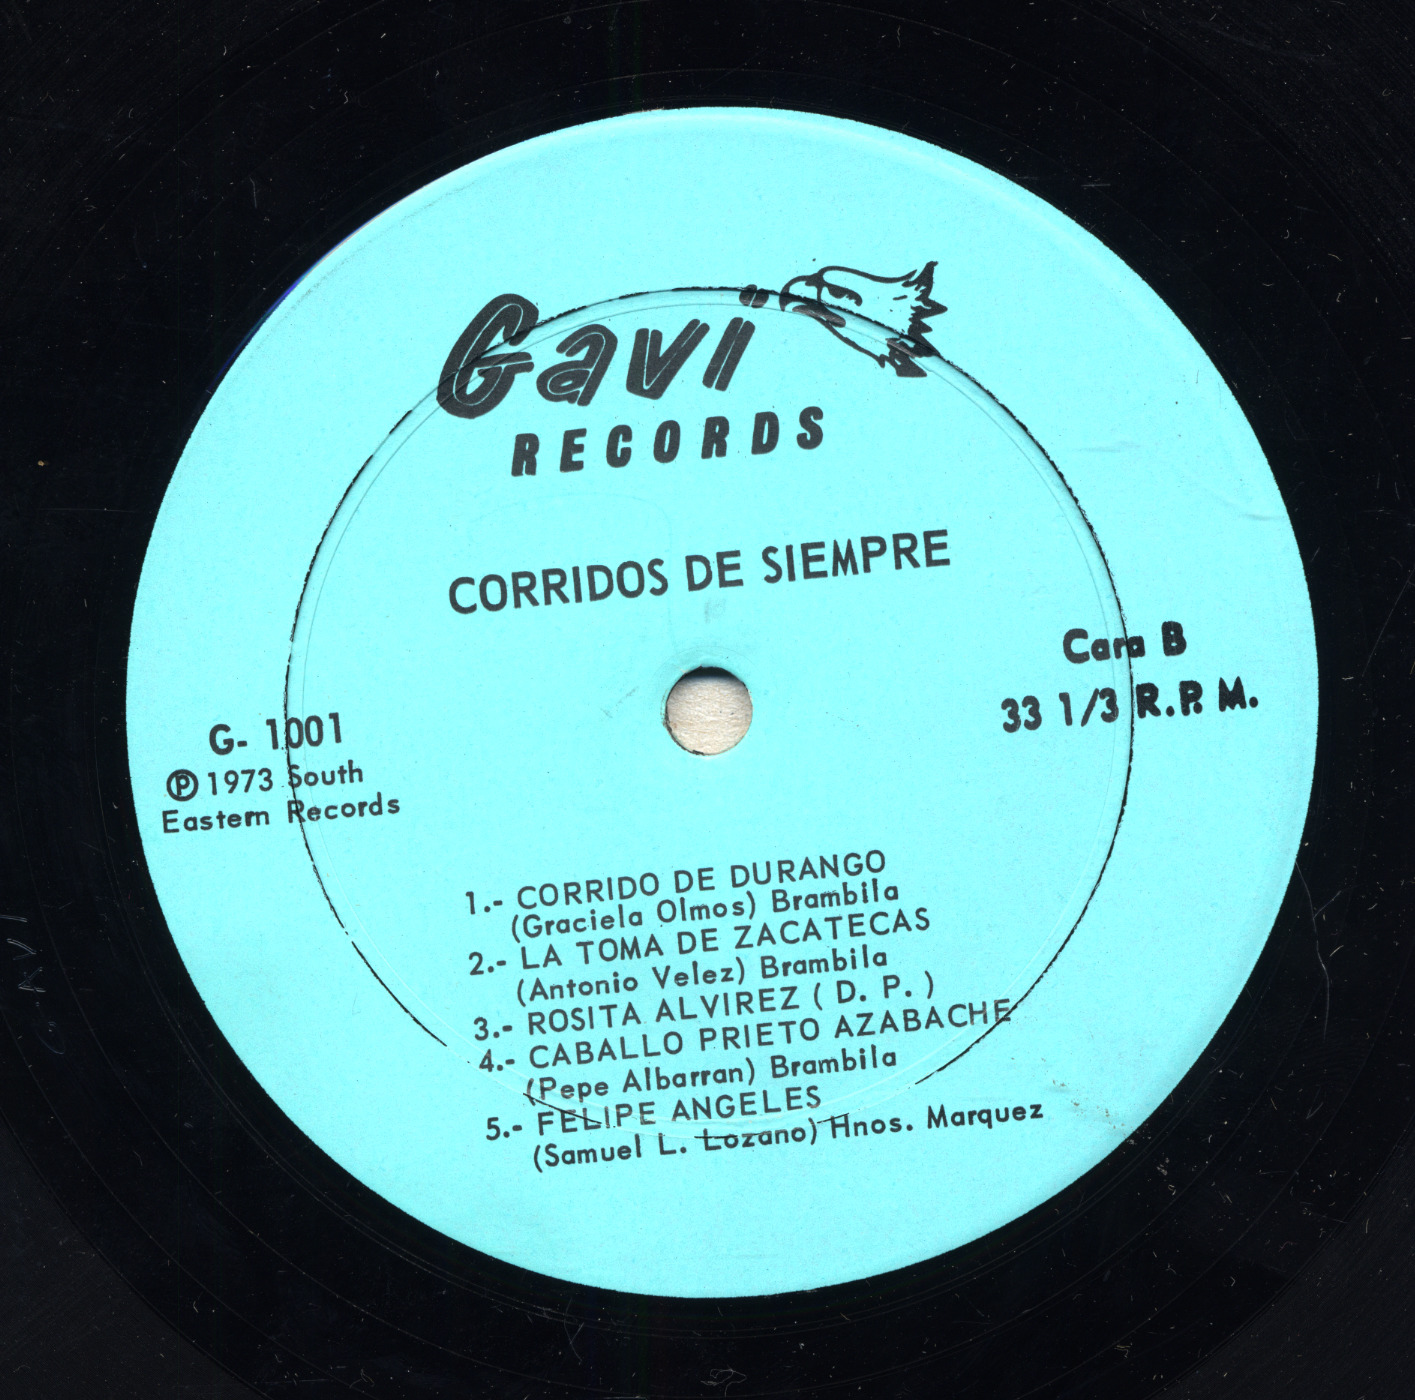 Gavi
RECORDS
CORRIDOS DE SIEMPRE
Cara B
33 1/3 R.P.M.
G- 1001
℗ 1973 South
Eastern Records
1.- CORRIDO DE DURANGO
(Graciela Olmos) Brambila
2.- LA TOMA DE ZACATECAS
(Antonio Velez) Brambila
3.- ROSITA ALVIREZ ( D. P. )
4.- CABALLO PRIETO AZABACHE
(Pepe Albarran) Brambila
5.- FELIPE ANGELES
(Samuel L. Lozano) Hnos. Marquez